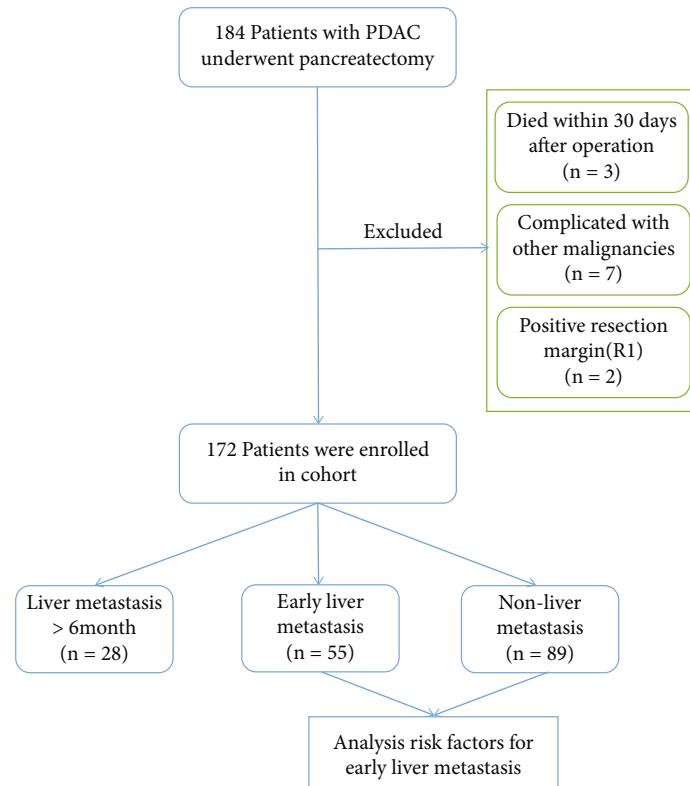 184 Patients with PDAC
underwent pancreatectomy
Died within 30 days
after operation
(n = 3)
Excluded
Complicated with
other malignancies
(n = 7)
Positive resection
margin(R1)
(n = 2)
172 Patients were enrolled
in cohort
Liver metastasis
> 6month
(n = 28)
Early liver
metastasis
(n = 55)
Non-liver
metastasis
(n = 89)
Analysis risk factors for
early liver metastasis